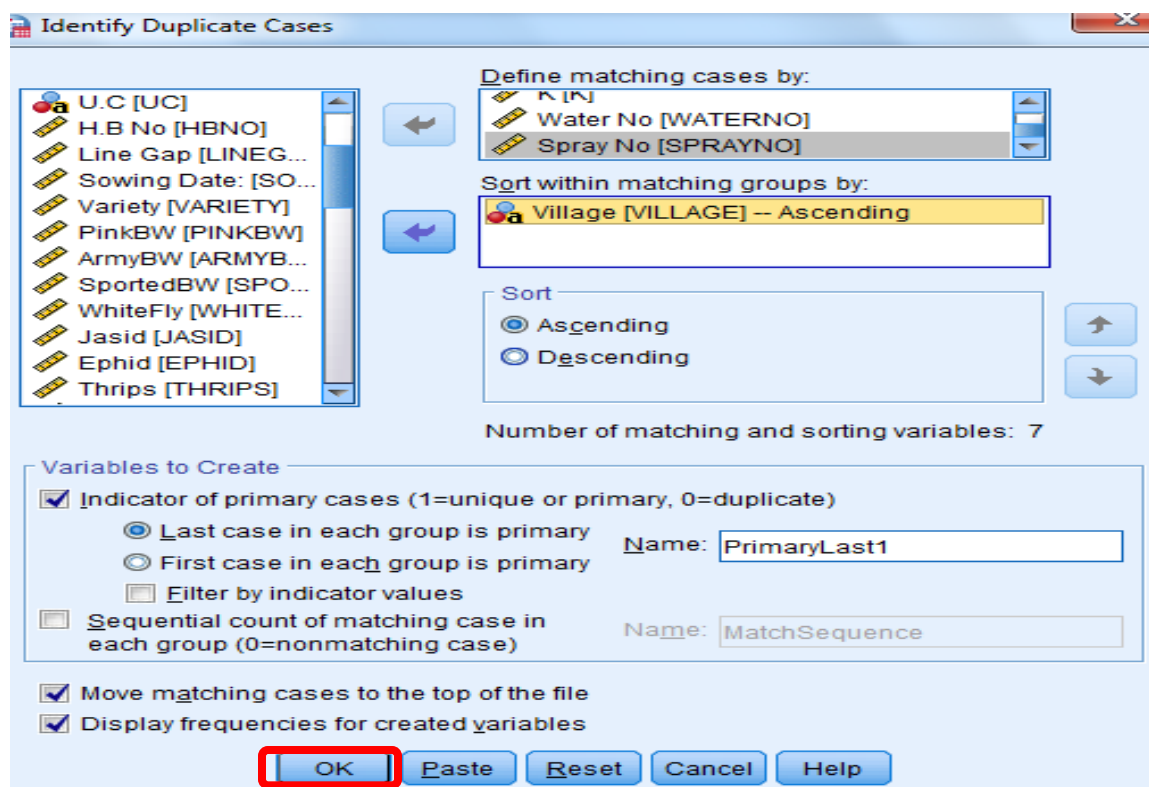 Identify Duplicate Cases
U.C [UC]
H.B No [HBNO]
Line Gap [LINEG...
Sowing Date: [SO...
Variety [VARIETY]
PinkBW [PINKBW]
ArmyBW [ARMYB...
SportedBW [SPO...
WhiteFly [WHITE...
Jasid [JASID]
Ephid [EPHID]
Thrips [THRIPS]
Define matching cases by:
K [K]
Water No [WATERNO]
Spray No [SPRAYNO]
Sort within matching groups by:
Village [VILLAGE] -- Ascending
Sort
Ascending
Descending
Number of matching and sorting variables: 7
Variables to Create
Indicator of primary cases (1=unique or primary, 0=duplicate)
Last case in each group is primary
First case in each group is primary
Name: PrimaryLast1
Filter by indicator values
Sequential count of matching case in
each group (0=nonmatching case)
Name: MatchSequence
Move matching cases to the top of the file
Display frequencies for created variables
OK Paste Reset Cancel Help